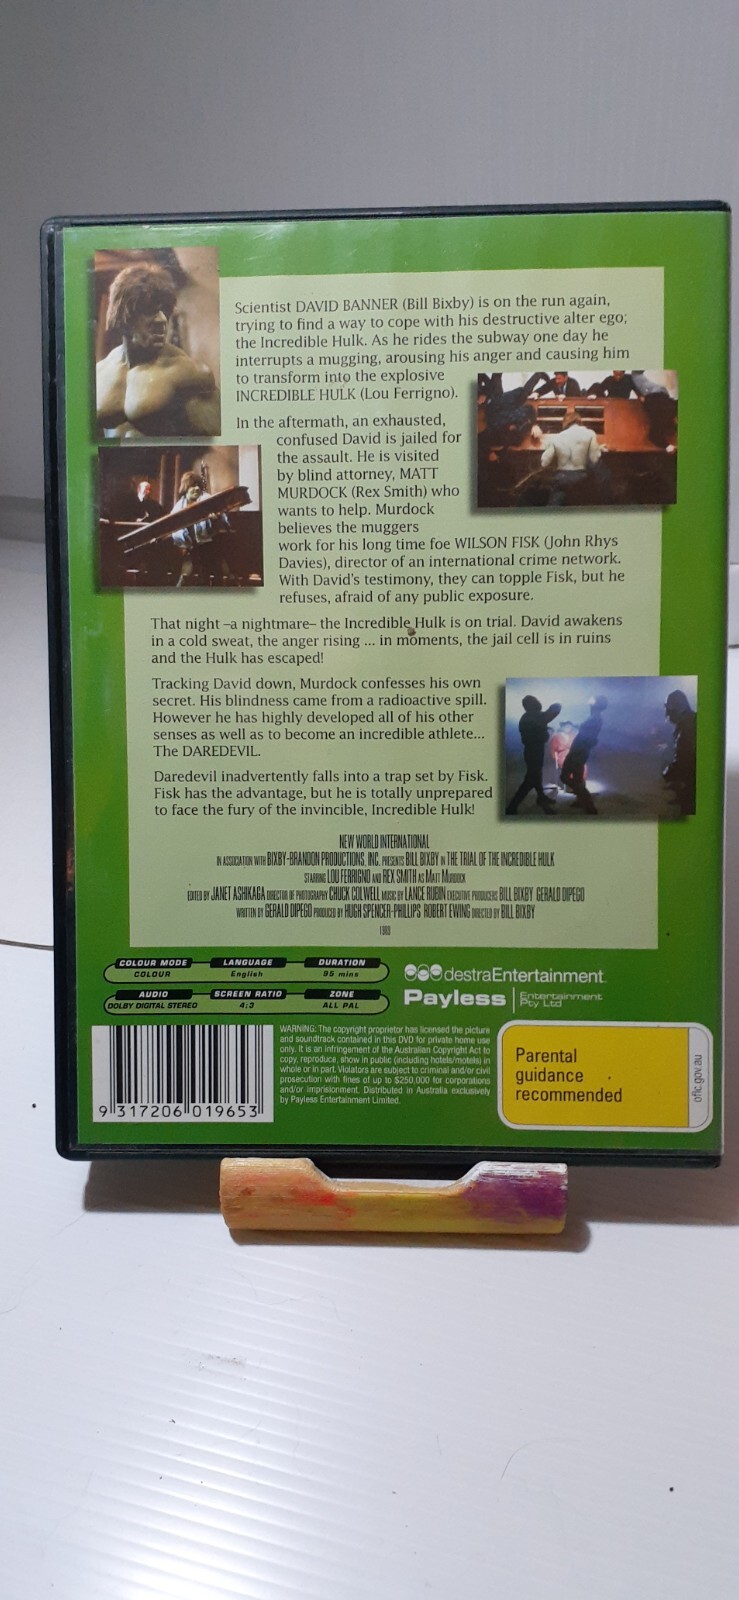 Scientist DAVID BANNER (Bill Bixby) is on the run again,
trying to find a way to cope with his destructive alter ego;
the Incredible Hulk. As he rides the subway one day he
interrupts a mugging, arousing his anger and causing him
to transform into the explosive
INCREDIBLE HULK (Lou Ferrigno).
In the aftermath, an exhausted,
confused David is jailed for
the assault. He is visited
by blind attorney, MATT
MURDOCK (Rex Smith) who
wants to help. Murdock
believes the muggers
work for his long time foe WILSON FISK (John Rhys
Davies), director of an international crime network.
With David's testimony, they can topple Fisk, but he
refuses, afraid of any public exposure.
That night –a nightmare– the Incredible Hulk is on trial. David awakens
in a cold sweat, the anger rising ... in moments, the jail cell is in ruins
and the Hulk has escaped!
Tracking David down, Murdock confesses his own
secret. His blindness came from a radioactive spill.
However he has highly developed all of his other
senses as well as to become an incredible athlete...
The DAREDEVIL.
Daredevil inadvertently falls into a trap set by Fisk.
Fisk has the advantage, but he is totally unprepared
to face the fury of the invincible, Incredible Hulk!
NEW WORLD INTERNATIONAL
IN ASSOCIATION WITH BIXBY-BRANDON PRODUCTIONS, INC. PRESENTS BILL BIXBY IN THE TRIAL OF THE INCREDIBLE HULK
STARRING LOU FERRIGNO AND REX SMITH AS MATT MURDOCK
EDITED BY JANET ASHIKAGA DIRECTOR OF PHOTOGRAPHY CHUCK COLWELL MUSIC BY LANCE RUBIN EXECUTIVE PRODUCERS BILL BIXBY GERALD DIPEGO
WRITTEN BY GERALD DIPEGO PRODUCED BY HUGH SPENCER-PHILLIPS ROBERT EWING DIRECTED BY BILL BIXBY
COLOUR MODE LANGUAGE DURATION
COLOUR English 95 mins
AUDIO SCREEN RATIO ZONE
DOLBY DIGITAL STEREO 4:3 ALL PAL
destraEntertainment
Payless Entertainment
Pty Ltd
WARNING: The copyright proprietor has licensed the picture
and soundtrack contained in this DVD for private home use
only. It is an infringement of the Australian Copyright Act to
copy, reproduce, show in public (including hotels/motels) in
whole or in part. Violators are subject to criminal and/or civil
prosecution with fines of up to $250,000 for corporations
and/or imprisionment. Distributed in Australia exclusively
by Payless Entertainment Limited.
9 317206 019653
Parental
guidance
recommended
oflc.gov.au